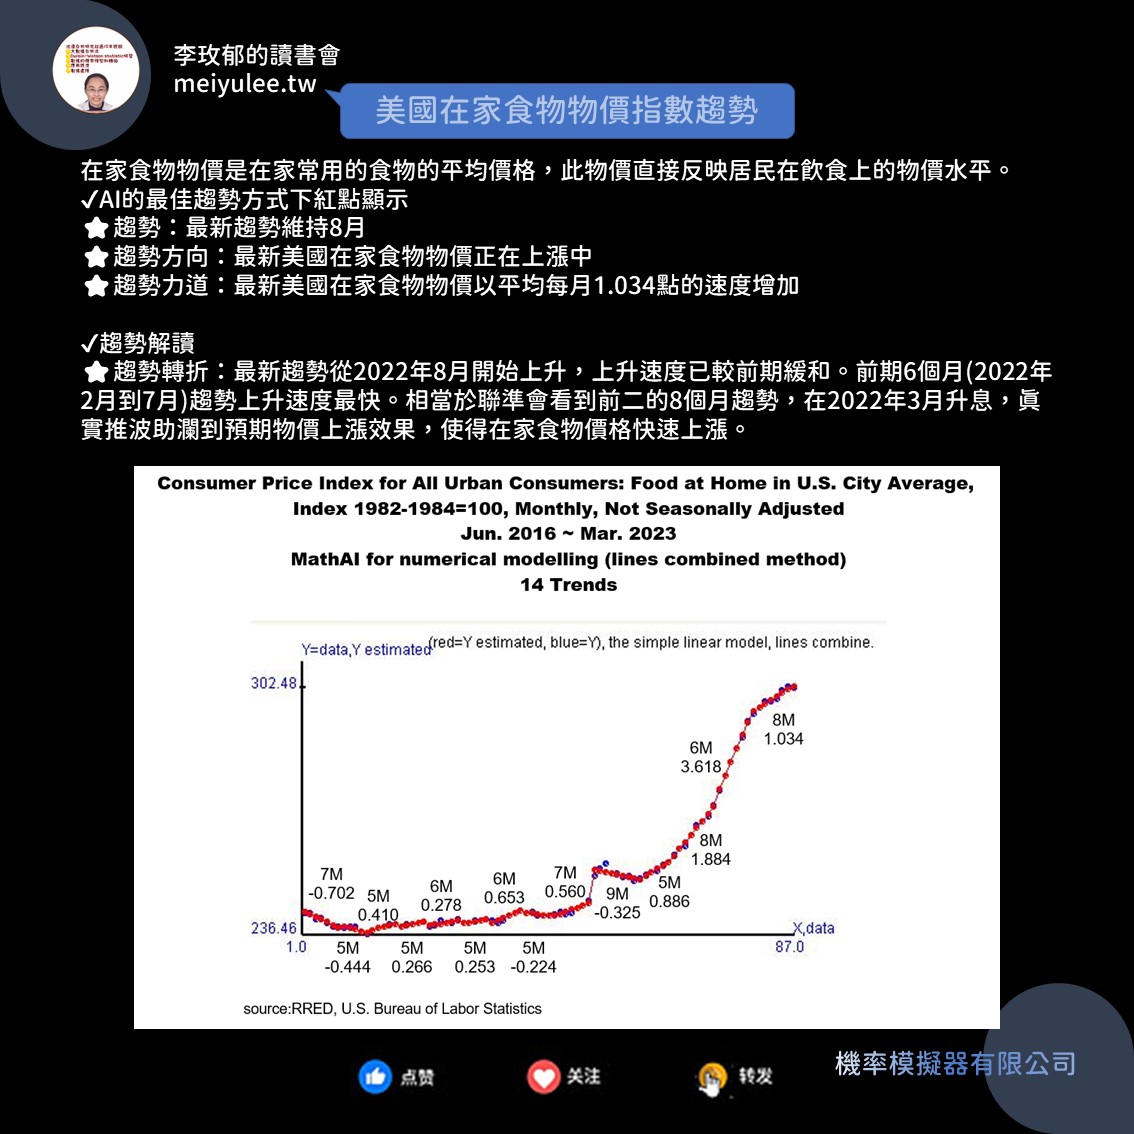 李玫郁的讀書會
meiyulee.tw
美國在家食物物價指數趨勢
在家食物物價是在家常用的食物的平均價格，此物價直接反映居民在飲食上的物價水平。
✓AI的最佳趨勢方式下紅點顯示
★趨勢：最新趨勢維持8月
★趨勢方向：最新美國在家食物物價正在上漲中
★趨勢力道：最新美國在家食物物價以平均每月1.034點的速度增加
✓趨勢解讀
★趨勢轉折：最新趨勢從2022年8月開始上升，上升速度已較前期緩和。前期6個月(2022年
2月到7月)趨勢上升速度最快。相當於聯準會看到前二的8個月趨勢，在2022年3月升息，真
實推波助瀾到預期物價上漲效果，使得在家食物價格快速上漲。
Consumer Price Index for All Urban Consumers: Food at Home in U.S. City Average,
Index 1982-1984=100, Monthly, Not Seasonally Adjusted
Jun. 2016 ~ Mar. 2023
MathAI for numerical modelling (lines combined method)
14 Trends
(red=Y estimated, blue=Y), the simple linear model, lines combine.
Y=data,Y estimated
302.48
8M
1.034
6M
3.618
8M
1.884
7M
-0.702
5M
0.410
6M
0.278
6M
0.653
7M
0.560
9M
-0.325
5M
0.886
236.46
X,data
1.0
87.0
5M
-0.444
5M
0.266
5M
0.253
5M
-0.224
source:RRED, U.S. Bureau of Labor Statistics
機率模擬器有限公司
点赞
关注
转发